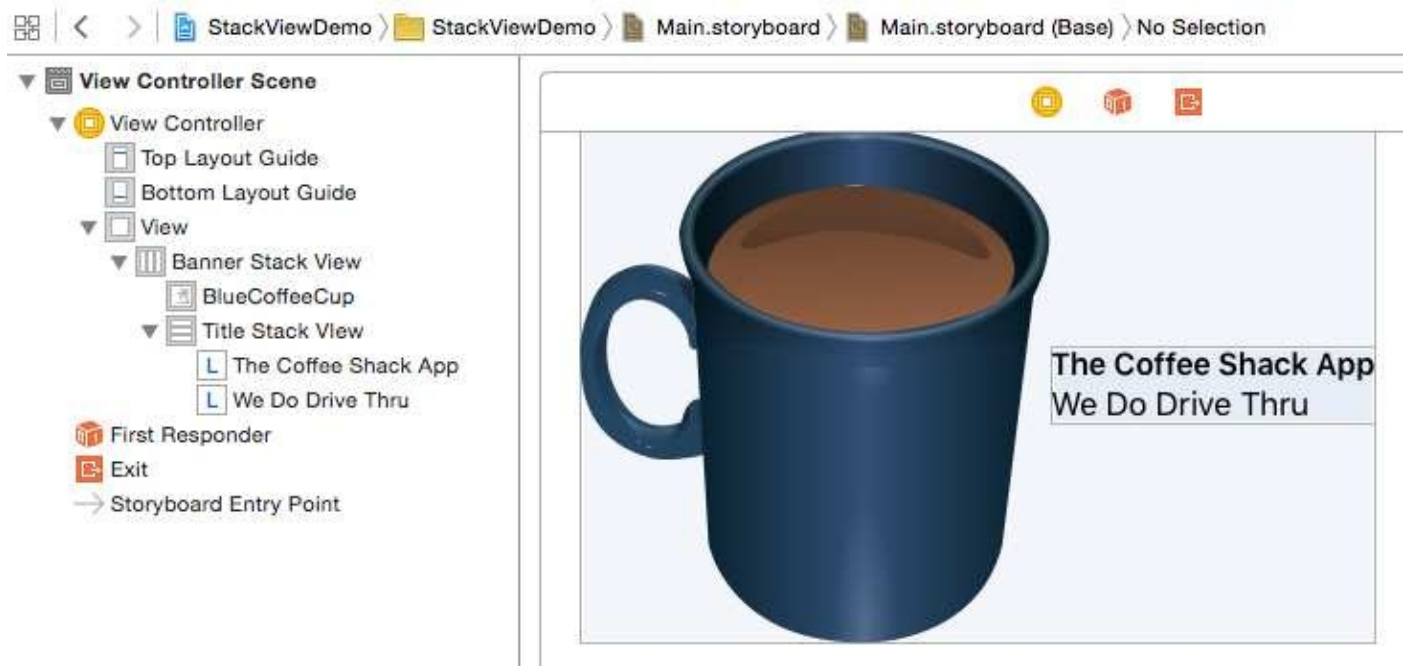 StackViewDemo StackViewDemo Main.storyboard Main.storyboard (Base) No Selection
View Controller Scene
View Controller
Top Layout Guide
Bottom Layout Guide
View
Banner Stack View
BlueCoffeeCup
Title Stack VIew
L The Coffee Shack App
L We Do Drive Thru
First Responder
Exit
Storyboard Entry Point
The Coffee Shack App
We Do Drive Thru